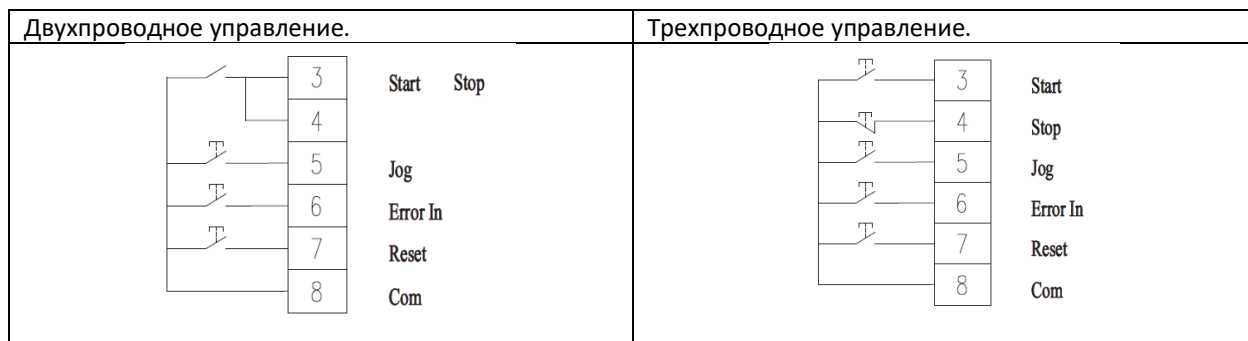 Двухпроводное управление.
3 Start Stop
4
5 Jog
6 Error In
7 Reset
8 Com
Трехпроводное управление.
3 Start
4 Stop
5 Jog
6 Error In
7 Reset
8 Com